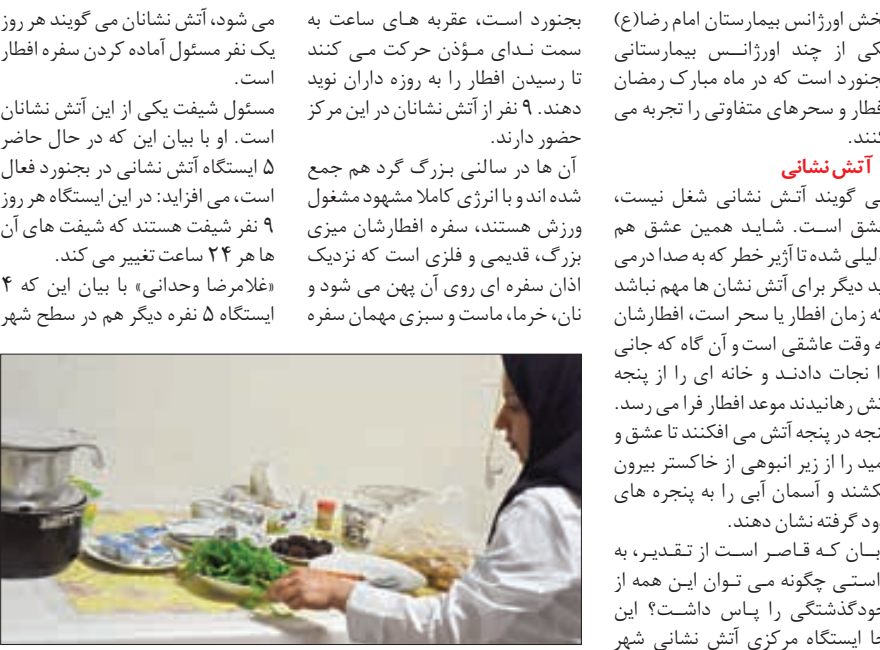 بخش اورژانس بیمارستان امام رضا(ع)
یکی از چند اورژانس بیمارستانی
بجنورد است که در ماه مبارک رمضان
افطار و سحرهای متفاوتی را تجربه می
کنند.
آتش نشانی
می گویند آتش نشانی شغل نیست،
عشق است. شاید همین عشق هم
دلیلی شده تا آژیر خطر که به صدا درمی
آید دیگر برای آتش نشان ها مهم نباشد
که زمان افطار یا سحر است، افطارشان
به وقت عاشقی است و آن گاه که جانی
را نجات دادند و خانه ای را از پنجه
آتش رهانیدند موعد افطار فرا می رسد.
پنجه در پنجه آتش می افکنند تا عشق و
امید را از زیر انبوهی از خاکستر بیرون
بکشند و آسمان آبی را به پنجره های
دود گرفته نشان دهند.
زبان که قاصر است از تقدیر، به
راستی چگونه می توان این همه از
خودگذشتگی را پاس داشت؟ این
جا ایستگاه مرکزی آتش نشانی شهر
بجنورد است، عقربه های ساعت به
سمت ندای مؤذن حرکت می کنند
تا رسیدن افطار را به روزه داران نوید
دهند. ۹ نفر از آتش نشانان در این مرکز
حضور دارند.
آن ها در سالنی بزرگ گرد هم جمع
شده اند و با انرژی کاملا مشهود مشغول
ورزش هستند، سفره افطارشان میزی
بزرگ، قدیمی و فلزی است که نزدیک
اذان سفره ای روی آن پهن می شود و
نان، خرما، ماست و سبزی مهمان سفره
می شود، آتش نشانان می گویند هر روز
یک نفر مسئول آماده کردن سفره افطار
است.
مسئول شیفت یکی از این آتش نشانان
است. او با بیان این که در حال حاضر
۵ ایستگاه آتش نشانی در بجنورد فعال
است، می افزاید: در این ایستگاه هر روز
۹ نفر شیفت هستند که شیفت های آن
ها هر ۲۴ ساعت تغییر می کند.
«غلامرضا وحدانی» با بیان این که ۴
ایستگاه ۵ نفره دیگر هم در سطح شهر